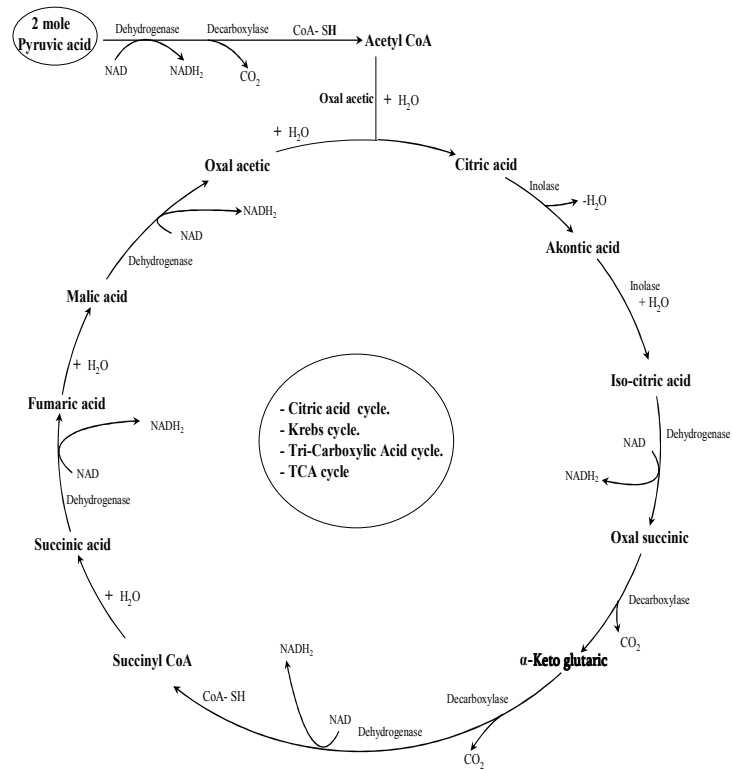 2 mole
Pyruvic acid
Dehydrogenase
Decarboxylase
CoA- SH
Acetyl CoA
NAD
NADH2
CO2
Oxal acetic
+ H2O
+ H2O
Oxal acetic
Citric acid
Inolase
-H2O
NADH2
NAD
Dehydrogenase
Akontic acid
Inolase
+ H2O
Malic acid
+ H2O
Iso-citric acid
Fumaric acid
- Citric acid cycle.
- Krebs cycle.
- Tri-Carboxylic Acid cycle.
- TCA cycle
NADH2
NAD
Dehydrogenase
NAD
Dehydrogenase
NADH2
Succinic acid
Oxal succinic
+ H2O
Decarboxylase
CO2
Succinyl CoA
NADH2
α-Keto glutaric
CoA- SH
NAD
Dehydrogenase
Decarboxylase
CO2